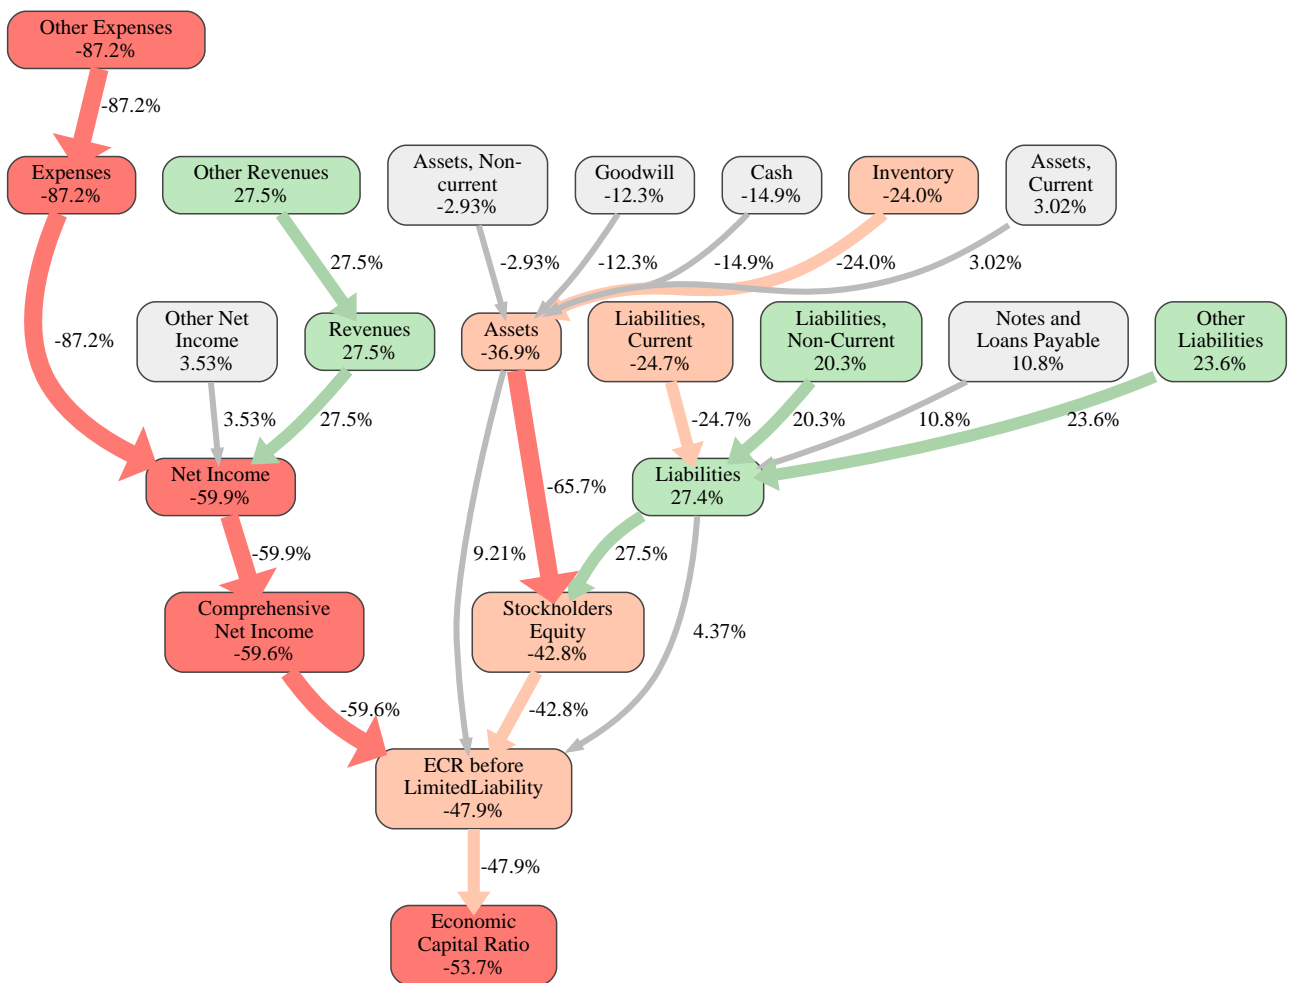 Other Expenses
-87.2%
-87.2%
Expenses
-87.2%
Other Revenues
27.5%
Assets, Non-
current
-2.93%
Goodwill
-12.3%
Cash
-14.9%
Inventory
-24.0%
Assets,
Current
3.02%
27.5%
-2.93%
-12.3%
-14.9%
-24.0%
3.02%
-87.2%
Other Net
Income
3.53%
Revenues
27.5%
Assets
-36.9%
Liabilities,
Current
-24.7%
Liabilities,
Non-Current
20.3%
Notes and
Loans Payable
10.8%
Other
Liabilities
23.6%
3.53%
27.5%
-24.7%
20.3%
10.8%
23.6%
Net Income
-59.9%
-65.7%
Liabilities
27.4%
-59.9%
9.21%
27.5%
Comprehensive
Net Income
-59.6%
Stockholders
Equity
-42.8%
4.37%
-59.6%
-42.8%
ECR before
LimitedLiability
-47.9%
-47.9%
Economic
Capital Ratio
-53.7%